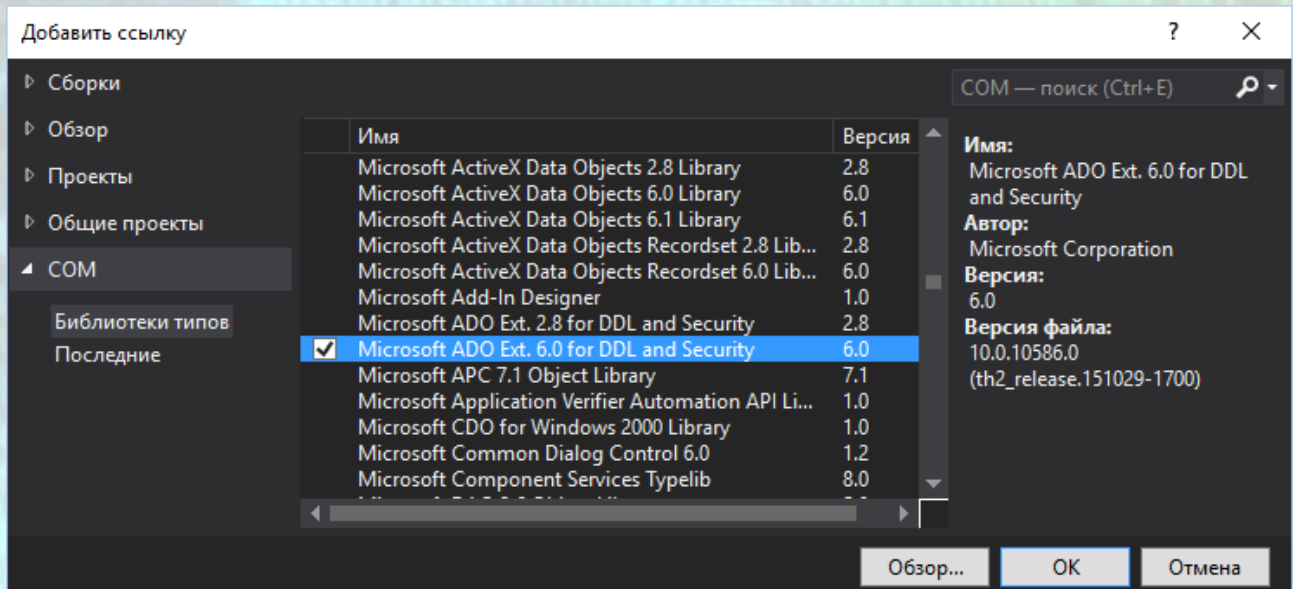 Добавить ссылку
?
Сборки
Обзор
Проекты
Общие проекты
COM
Библиотеки типов
Последние
Имя Версия
Microsoft ActiveX Data Objects 2.8 Library 2.8
Microsoft ActiveX Data Objects 6.0 Library 6.0
Microsoft ActiveX Data Objects 6.1 Library 6.1
Microsoft ActiveX Data Objects Recordset 2.8 Lib... 2.8
Microsoft ActiveX Data Objects Recordset 6.0 Lib... 6.0
Microsoft Add-In Designer 1.0
Microsoft ADO Ext. 2.8 for DDL and Security 2.8
Microsoft ADO Ext. 6.0 for DDL and Security 6.0
Microsoft APC 7.1 Object Library 7.1
Microsoft Application Verifier Automation API Li... 1.0
Microsoft CDO for Windows 2000 Library 1.0
Microsoft Common Dialog Control 6.0 1.2
Microsoft Component Services Typelib 8.0
COM — поиск (Ctrl+E)
Имя:
Microsoft ADO Ext. 6.0 for DDL
and Security
Автор:
Microsoft Corporation
Версия:
6.0
Версия файла:
10.0.10586.0
(th2_release.151029-1700)
Обзор...
OK
Отмена